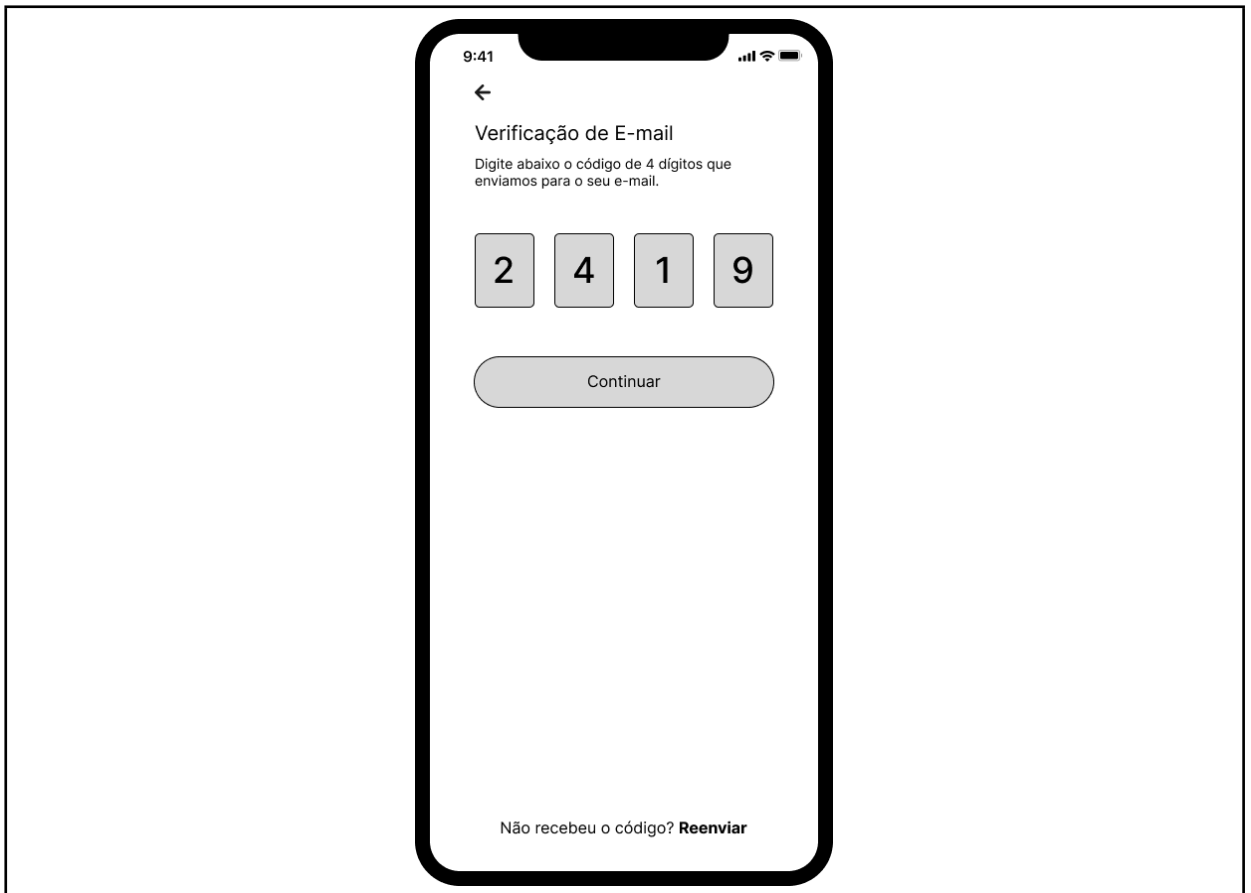 9:41
Verificação de E-mail
Digite abaixo o código de 4 dígitos que
enviamos para o seu e-mail.
2 4 1 9
Continuar
Não recebeu o código? Reenviar